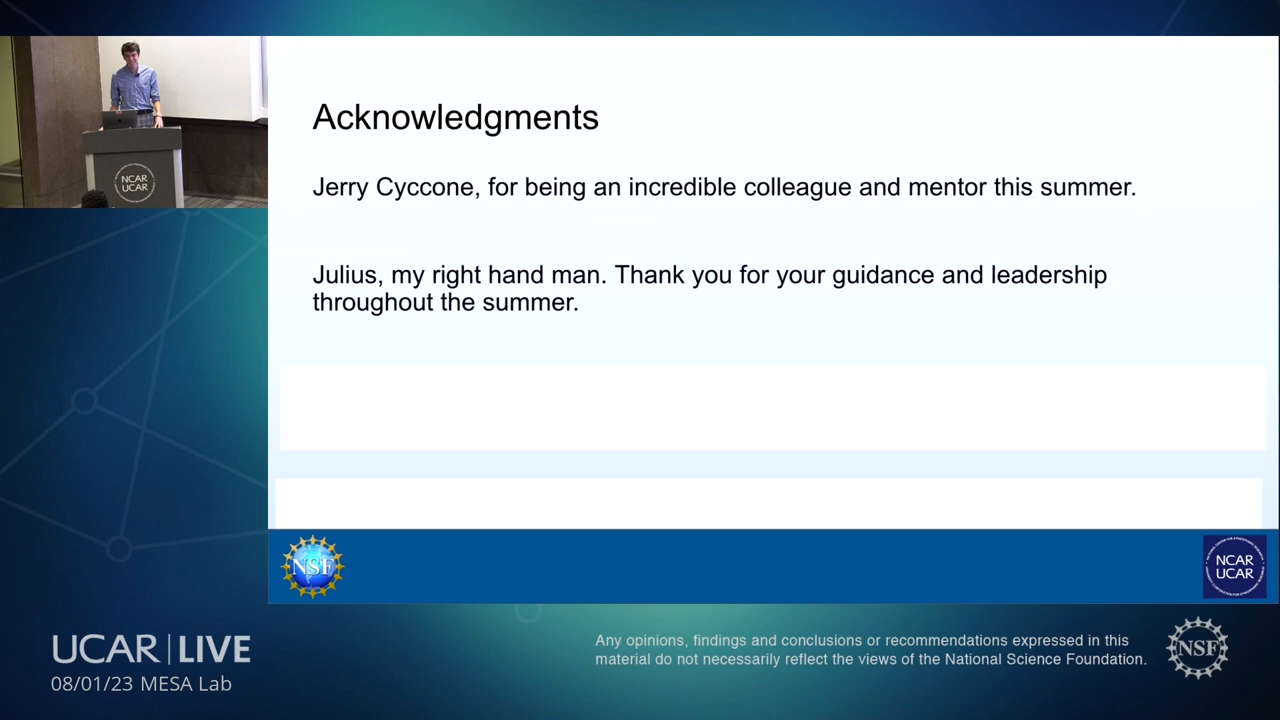 Acknowledgments
Jerry Cyccone, for being an incredible colleague and mentor this summer.
Julius, my right hand man. Thank you for your guidance and leadership
throughout the summer.
NCAR
UCAR
NSF
NCAR
UCAR
UCAR | LIVE
08/01/23 MESA Lab
Any opinions, findings and conclusions or recommendations expressed in this
material do not necessarily reflect the views of the National Science Foundation.
NSF